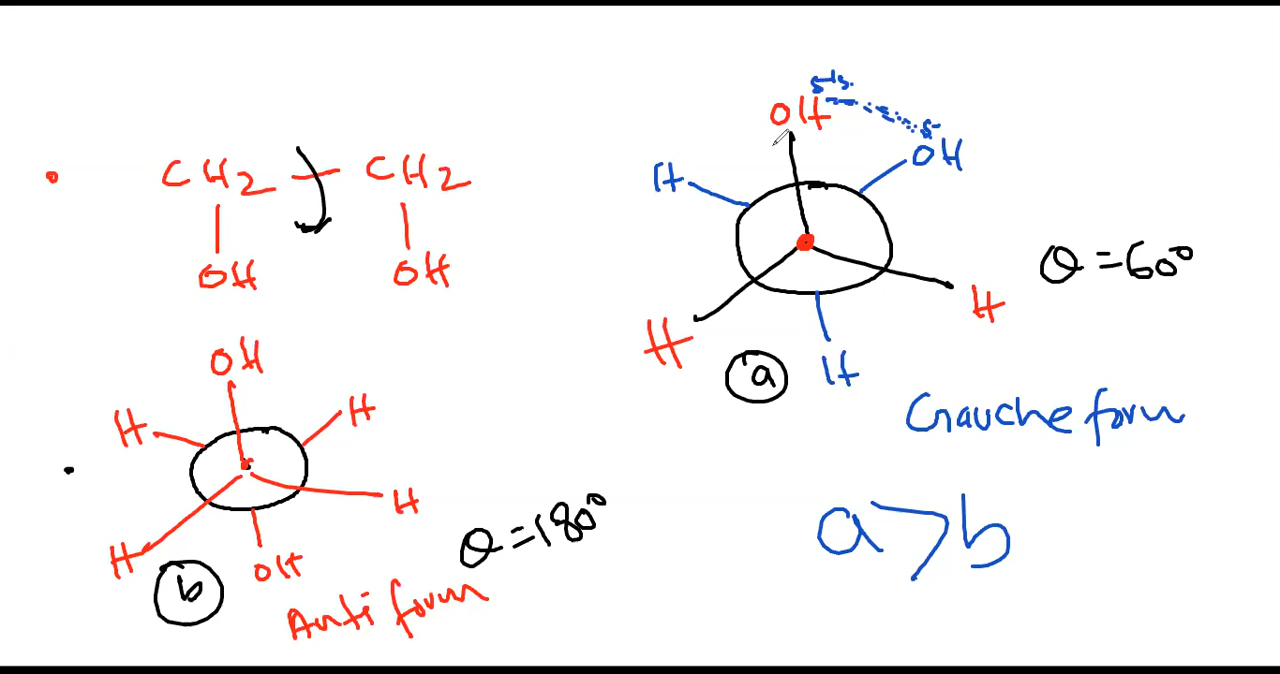 CH2 - CH2
OH OH
OH
H H
H H
OH
b
θ = 180°
Anti form
δ+
OH
δ-
OH
H
H H
H
a
θ = 60°
Gauche form
a > b